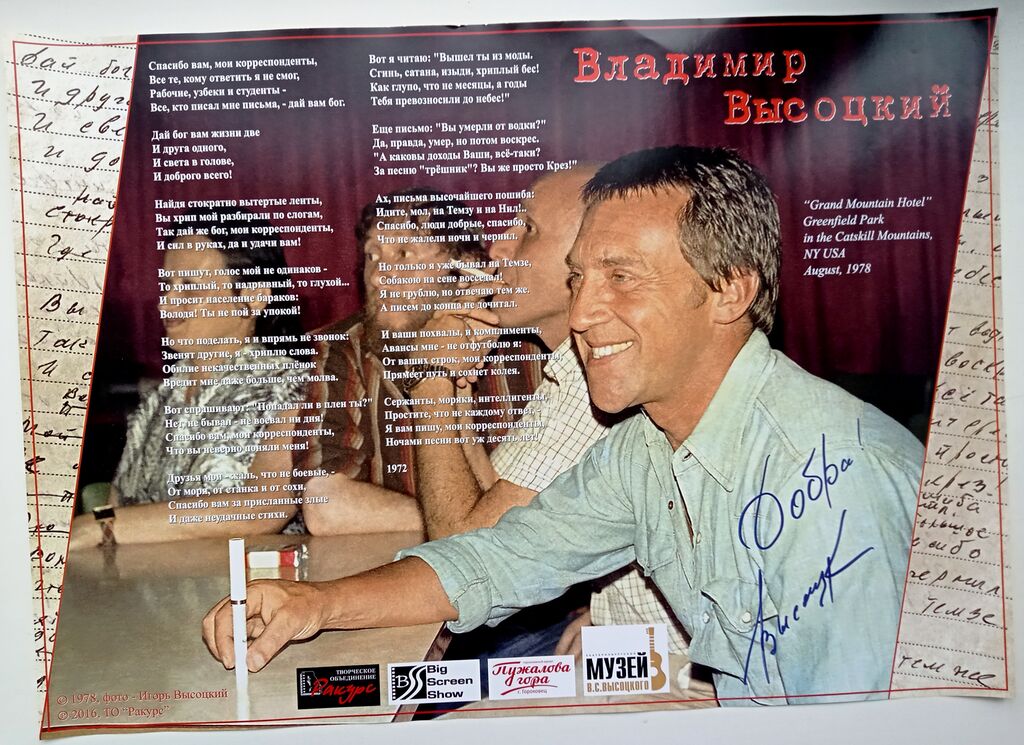 Владимир
Высоцкий
Спасибо вам, мои корреспонденты,
Все те, кому ответить я не смог,
Рабочие, узбеки и студенты -
Все, кто писал мне письма, - дай вам бог.
Дай бог вам жизни две
И друга одного,
И света в голове,
И доброго всего!
Найдя стократно вытертые ленты,
Вы хрип мой разбирали по слогам,
Так дай же бог, мои корреспонденты,
И сил в руках, да и удачи вам!
Вот пишут, голос мой не одинаков -
То хриплый, то надрывный, то глухой...
И просит население бараков:
Володя! Ты не пой за упокой!
Но что поделать, я и впрямь не звонок:
Звенят другие, я - хриплю слова.
Обилие некачественных плёнок
Вредит мне даже больше, чем молва.
Вот спрашивают: "Попадал ли в плен ты?"
Нет, не бывал - не воевал ни дня!
Спасибо вам, мои корреспонденты,
Что вы неверно поняли меня!
Друзья мои - жаль, что не боевые, -
От моря, от станка и от сохи,
Спасибо вам за присланные злые
И даже неудачные стихи.
Вот я читаю: "Вышел ты из моды.
Сгинь, сатана, изыди, хриплый бес!
Как глупо, что не месяцы, а годы
Тебя превозносили до небес!"
Еще письмо: "Вы умерли от водки?"
Да, правда, умер, но потом воскрес.
"А каковы доходы Ваши, всё-таки?
За песню "трёшник"? Вы же просто Крез!"
Ах, письма высочайшего пошиба:
Идите, мол, на Темзу и на Нил!..
Спасибо, люди добрые, спасибо,
Что не жалели ночи и чернил.
Но только я уже бывал на Темзе,
Собакою на сене восседал!
Я не грублю, но отвечаю тем же.
А писем до конца не дочитал.
И ваши похвалы, и комплименты,
Авансы мне - не отфутболю я:
От ваших строк, мои корреспонденты,
Прямеет путь и сохнет колея.
Сержанты, моряки, интеллигенты,
Простите, что не каждому ответ, -
Я вам пишу, мои корреспонденты,
Ночами песни вот уж десять лет!
1972
“Grand Mountain Hotel”
Greenfield Park
in the Catskill Mountains,
NY USA
August, 1978
Добра!
Высоцк
© 1978, фото - Игорь Высоцкий
© 2016, ТО "Ракурс"
ТВОРЧЕСКОЕ
ОБЪЕДИНЕНИЕ
Ракурс
BS
Big
Screen
Show
Пужалова
гора
г. Гороховец
МУЗЕЙ
В.С.ВЫСОЦКОГО